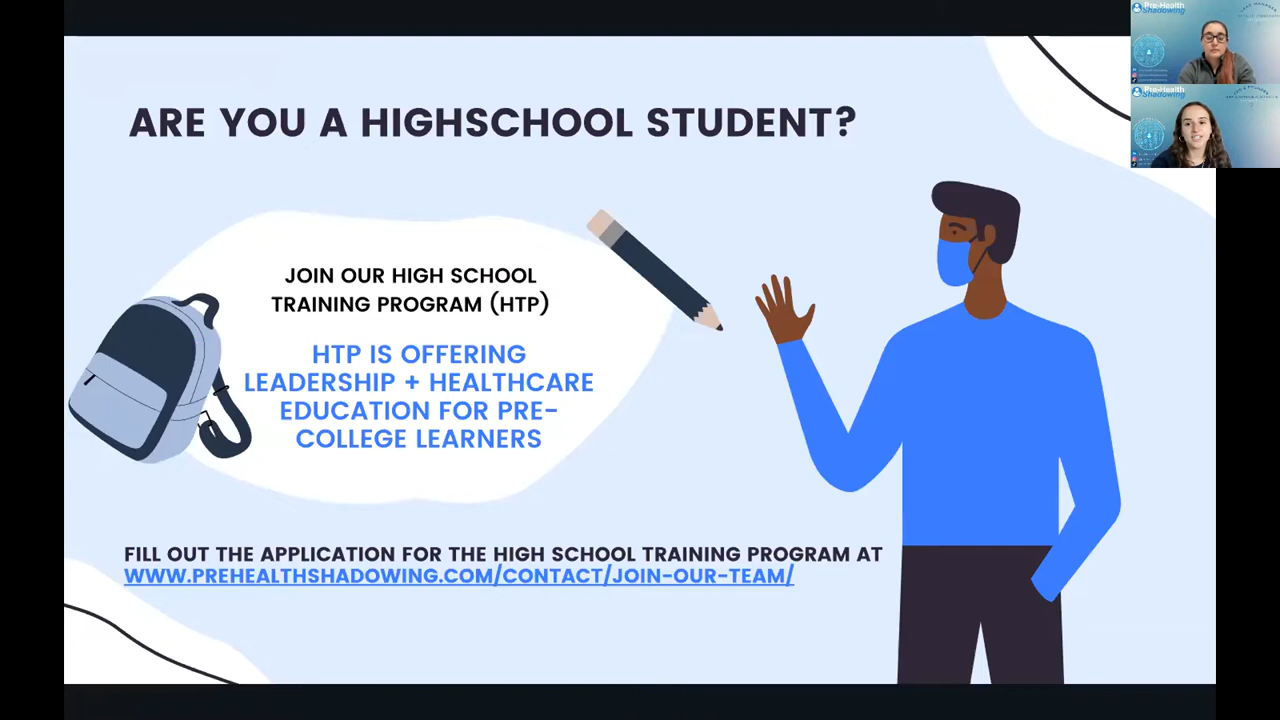 ARE YOU A HIGHSCHOOL STUDENT?
JOIN OUR HIGH SCHOOL
TRAINING PROGRAM (HTP)
HTP IS OFFERING
LEADERSHIP + HEALTHCARE
EDUCATION FOR PRE-
COLLEGE LEARNERS
FILL OUT THE APPLICATION FOR THE HIGH SCHOOL TRAINING PROGRAM AT
WWW.PREHEALTHSHADOWING.COM/CONTACT/JOIN-OUR-TEAM/
Pre-Health
Shadowing
Pre-Health
Shadowing